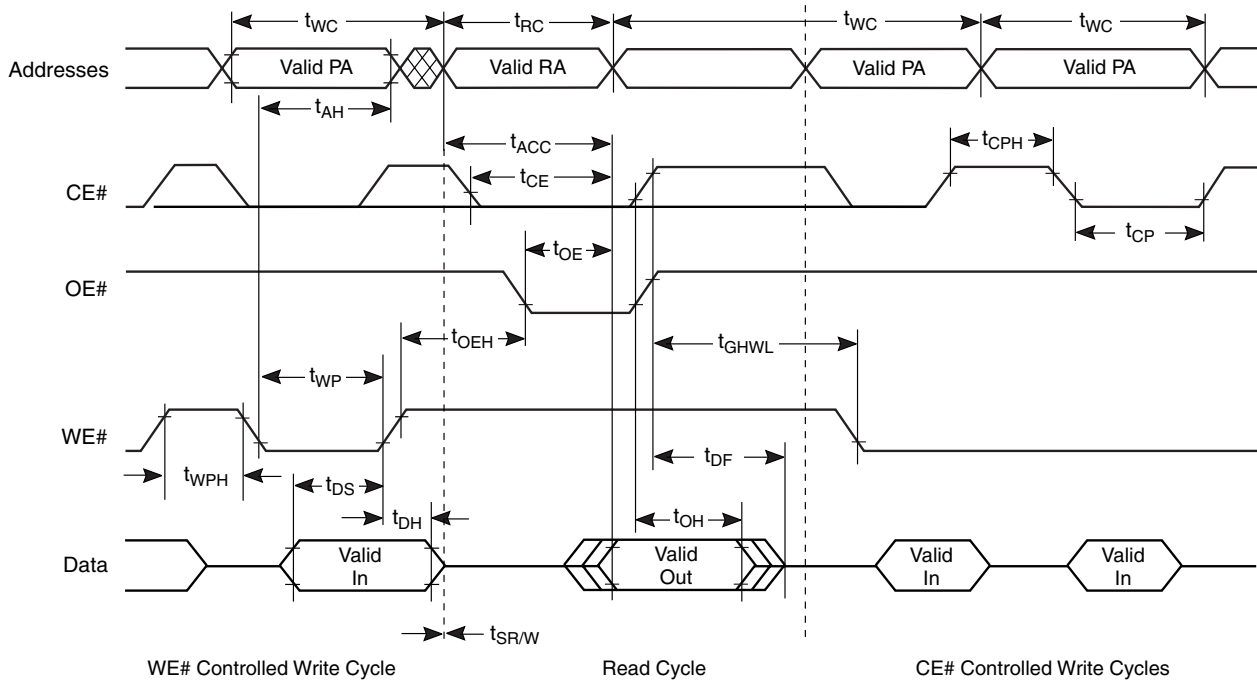 tWC tRC tWC tWC
Addresses Valid PA Valid RA Valid PA Valid PA
tAH
tACC tCPH
CE# tCE
tOE tCP
OE#
tOEH tGHWL
tWP
WE#
tWPH tDS tDF
tDH tOH
Data Valid In Valid Out Valid In Valid In
tSR/W
WE# Controlled Write Cycle Read Cycle CE# Controlled Write Cycles